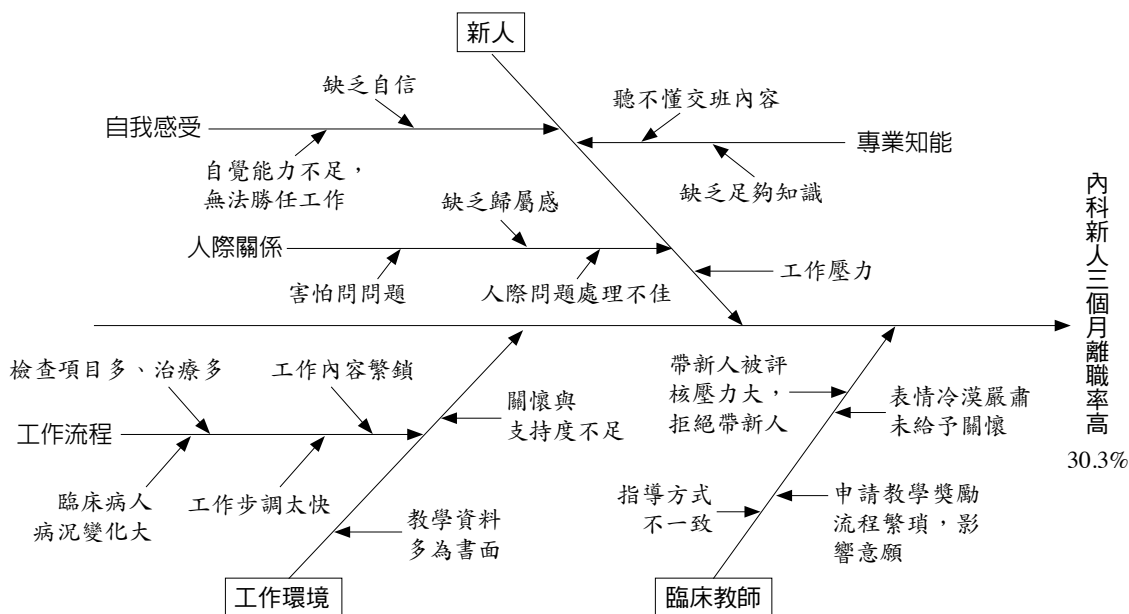 新人
缺乏自信
聽不懂交班內容
自我感受
專業知能
自覺能力不足，
無法勝任工作
缺乏足夠知識
缺乏歸屬感
人際關係
工作壓力
害怕問問題
人際問題處理不佳
內科新人三個月離職率高
30.3%
檢查項目多、治療多
工作內容繁鎖
關懷與
支持度不足
工作流程
臨床病人
病況變化大
工作步調太快
教學資料
多為書面
工作環境
帶新人被評
核壓力大，
拒絕帶新人
表情冷漠嚴肅
未給予關懷
指導方式
不一致
申請教學獎勵
流程繁瑣，影
響意願
臨床教師